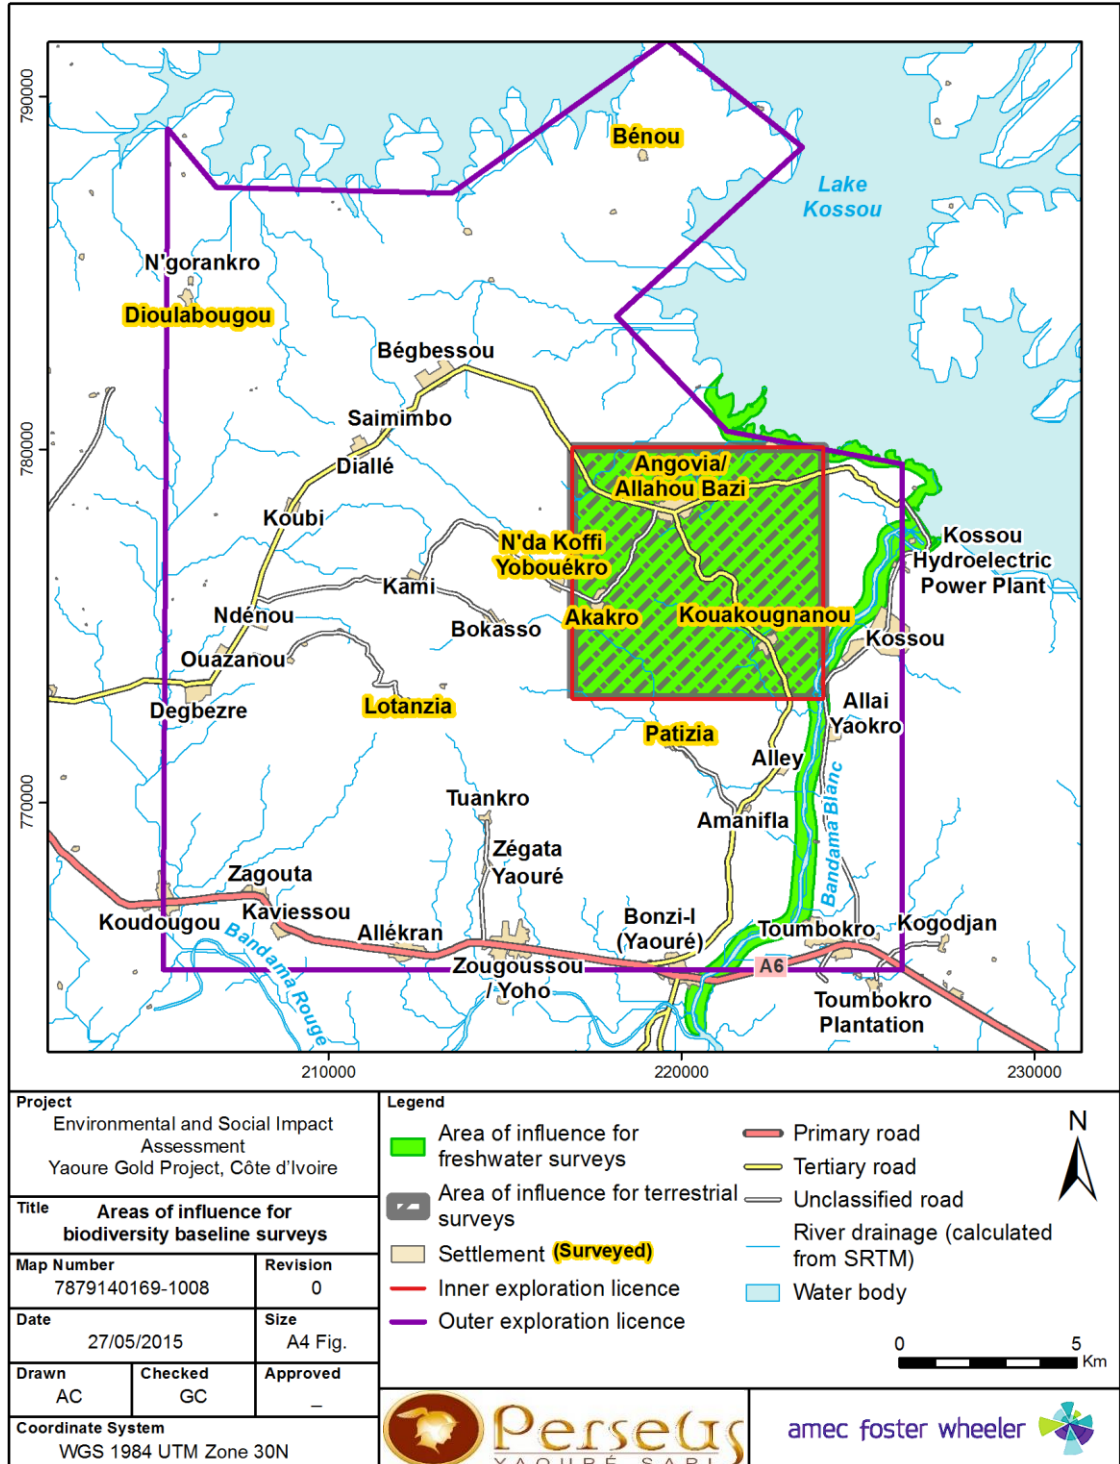 790000
780000
770000
210000
220000
230000
Bénou
Lake
Kossou
N'gorankro
Dioulabougou
Bégbessou
Saimimbo
Diallé
Angovia/
Allahou Bazi
Koubi
N'da Koffi
Yobouékro
Kossou
Hydroelectric
Power Plant
Kami
Ndénou
Akakro
Kouakougnanou
Bokasso
Kossou
Ouazanou
Degbezre
Lotanzia
Allai
Yaokro
Patizia
Alley
Tuankro
Amanifla
Bandama Blanc
Zégata
Yaouré
Zagouta
Koudougou
Kaviessou
Allékran
Bandama Rouge
Bonzi-I
(Yaouré)
Toumbokro
Kogodjan
Zougoussou
/ Yoho
A6
Toumbokro
Plantation
Project
Environmental and Social Impact
Assessment
Yaoure Gold Project, Côte d'Ivoire
Title
Areas of influence for
biodiversity baseline surveys
Map Number
7879140169-1008
Revision
0
Date
27/05/2015
Size
A4 Fig.
Drawn
AC
Checked
GC
Approved
_
Coordinate System
WGS 1984 UTM Zone 30N
Legend
Area of influence for
freshwater surveys
Area of influence for terrestrial
surveys
Settlement (Surveyed)
Inner exploration licence
Outer exploration licence
Primary road
Tertiary road
Unclassified road
River drainage (calculated
from SRTM)
Water body
N
0 5
Km
Perseus
YAOURÉ SARL
amec foster wheeler